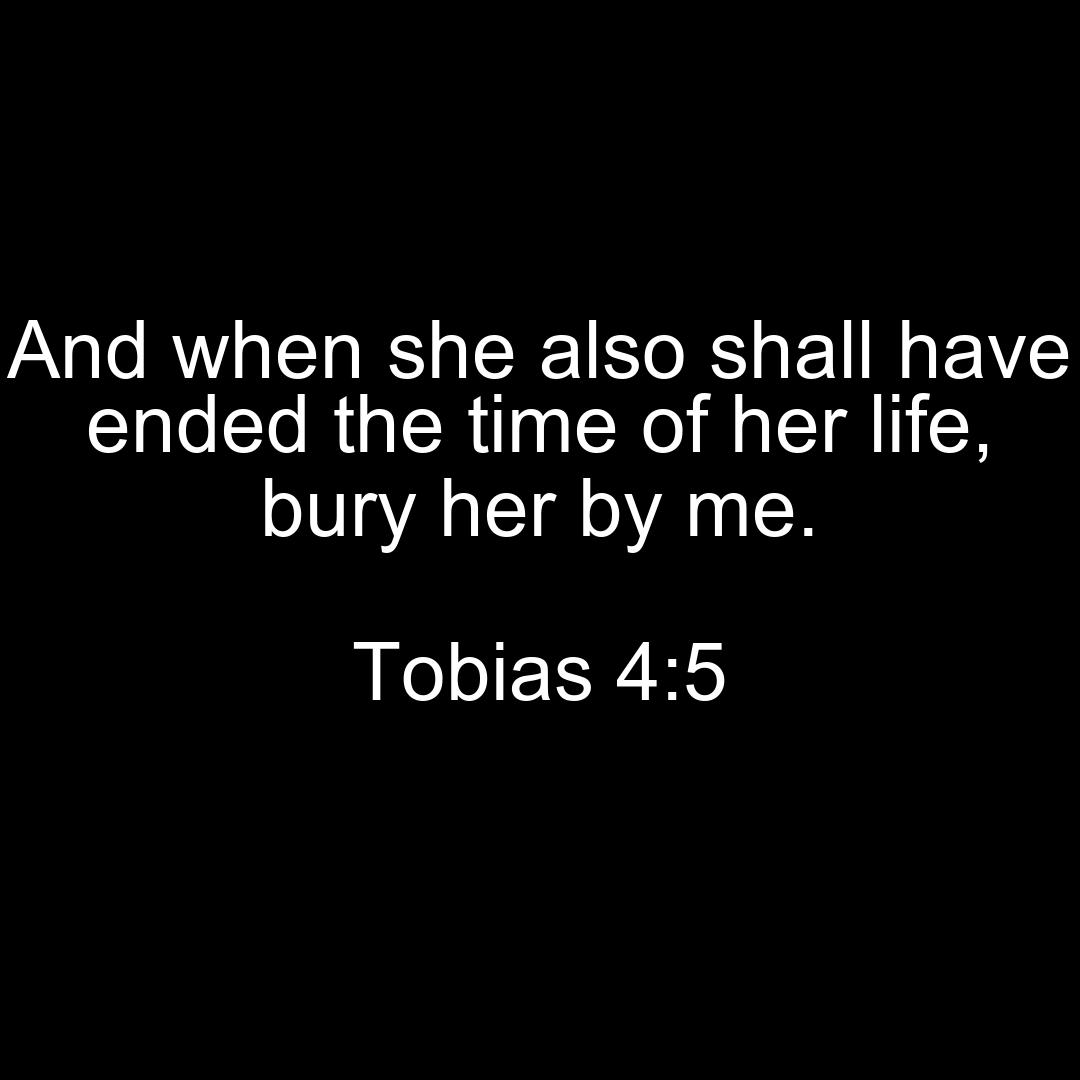 And when she also shall have
ended the time of her life,
bury her by me.
Tobias 4:5